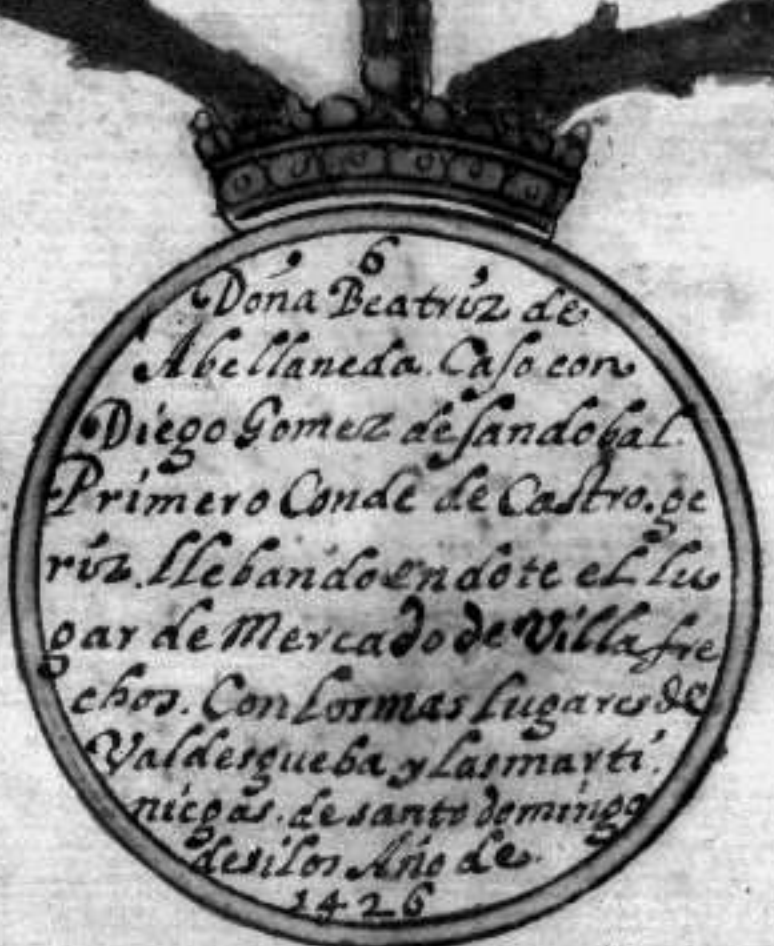 6
Doña Beatriz de
Abellaneda. Caso con
Diego Gomez de sandobal.
Primero Conde de Castro. ge
riz. llebando en dote el lu
gar de Mercado de Villafre
chos. Con los mas lugares de
Valdesgueba y las marti
niegas. de santo domingo
de silos Año de
1426